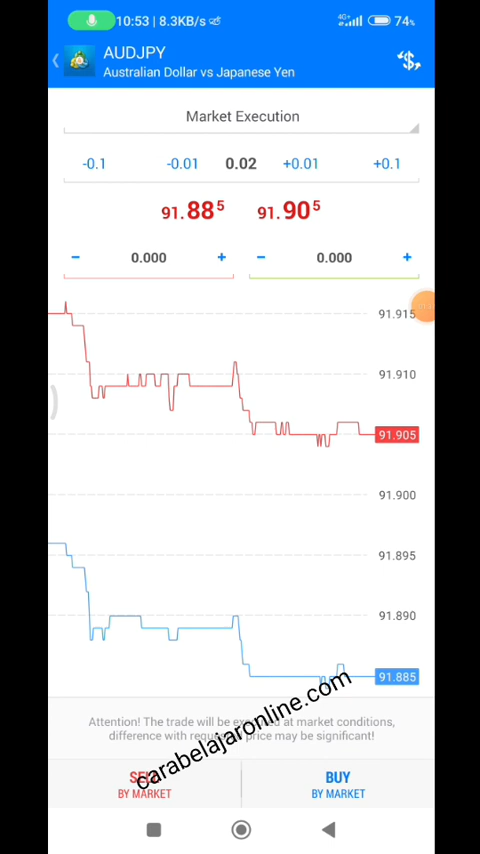 10:53 | 8.3KB/s
4G+ 74%
AUDJPY
Australian Dollar vs Japanese Yen
Market Execution
-0.1 -0.01 0.02 +0.01 +0.1
91.885 91.905
− 0.000 + − 0.000 +
91.915
91.910
91.905
91.900
91.895
91.890
91.885
carabelajaronline.com
Attention! The trade will be at market conditions,
difference with price may be significant!
SELL BUY
BY MARKET BY MARKET